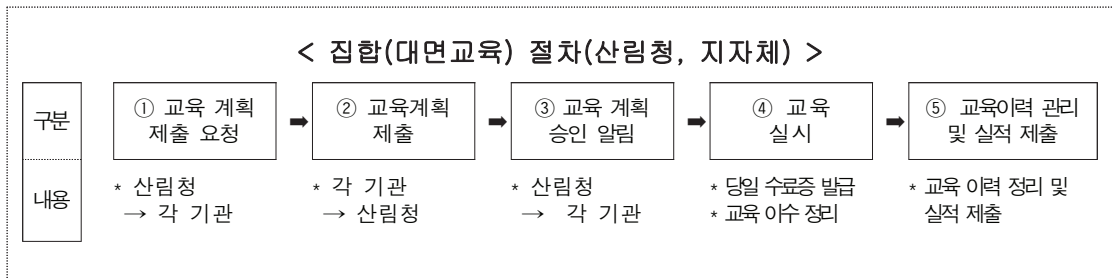 < 집합(대면교육) 절차(산림청, 지자체) >
구분
① 교육 계획
제출 요청
➡
② 교육계획
제출
➡
③ 교육 계획
승인 알림
➡
④ 교 육
실 시
➡
⑤ 교육이력 관리
및 실적 제출
내용
* 산림청
→ 각 기관
* 각 기관
→ 산림청
* 산림청
→ 각 기관
* 당일 수료증 발급
* 교육 이수 정리
* 교육 이력 정리 및
실적 제출